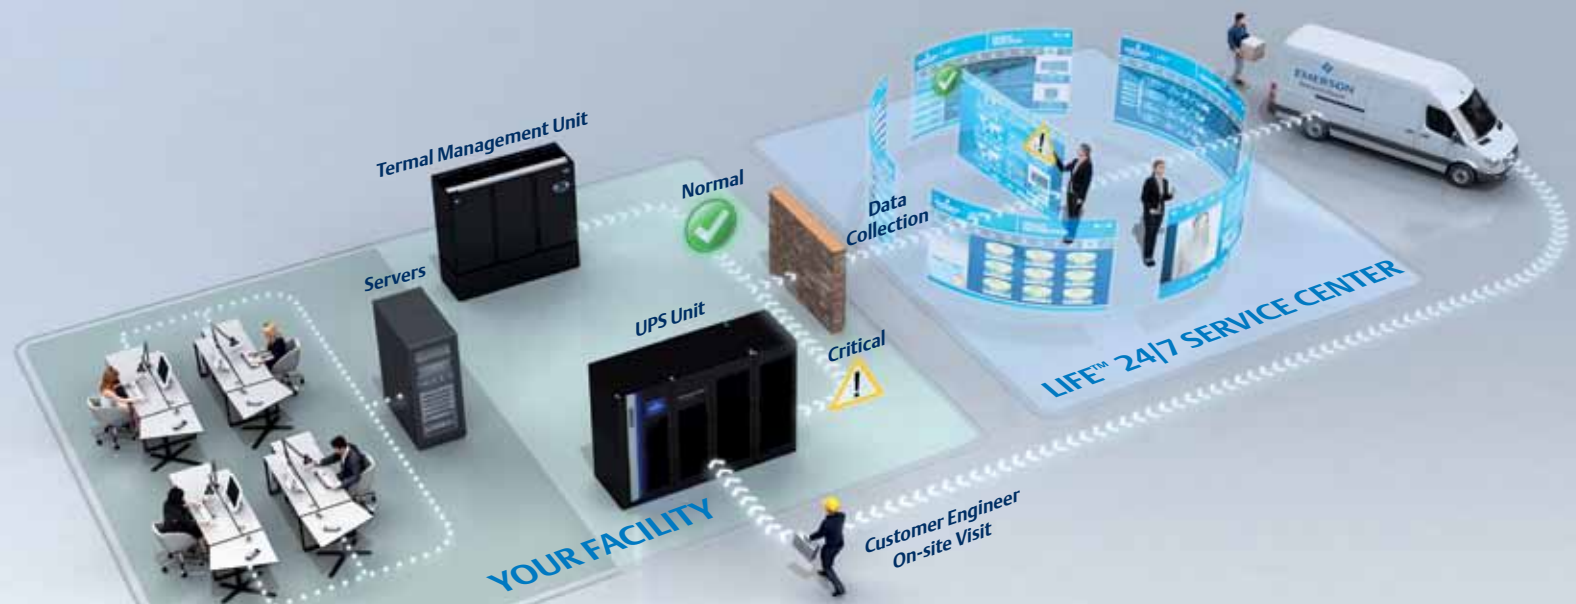 Termal Management Unit
Normal
Data
Collection
Servers
UPS Unit
Critical
YOUR FACILITY
LIFE™ 24|7 SERVICE CENTER
Customer Engineer
On-site Visit
EMERSON